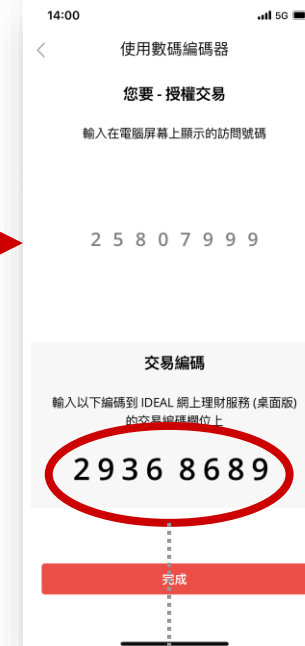 14:00
5G
使用數碼編碼器
您要 - 授權交易
輸入在電腦屏幕上顯示的訪問號碼
2 5 8 0 7 9 9 9
交易編碼
輸入以下編碼到 IDEAL 網上理財服務 (桌面版)
的交易編碼欄位上
2936 8689
完成